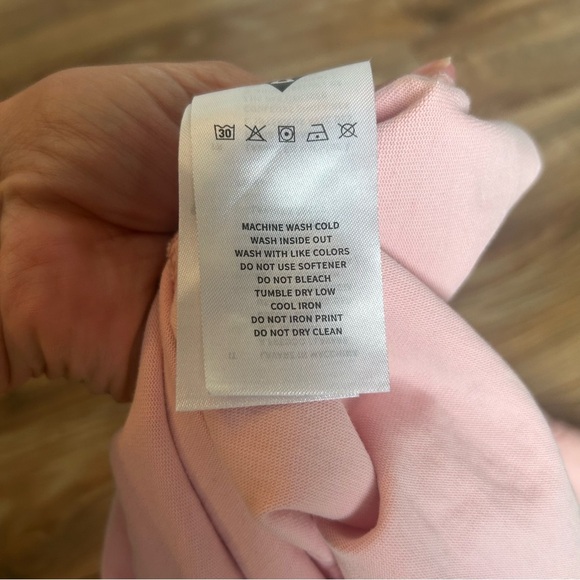 30
MACHINE WASH COLD
WASH INSIDE OUT
WASH WITH LIKE COLORS
DO NOT USE SOFTENER
DO NOT BLEACH
TUMBLE DRY LOW
COOL IRON
DO NOT IRON PRINT
DO NOT DRY CLEAN